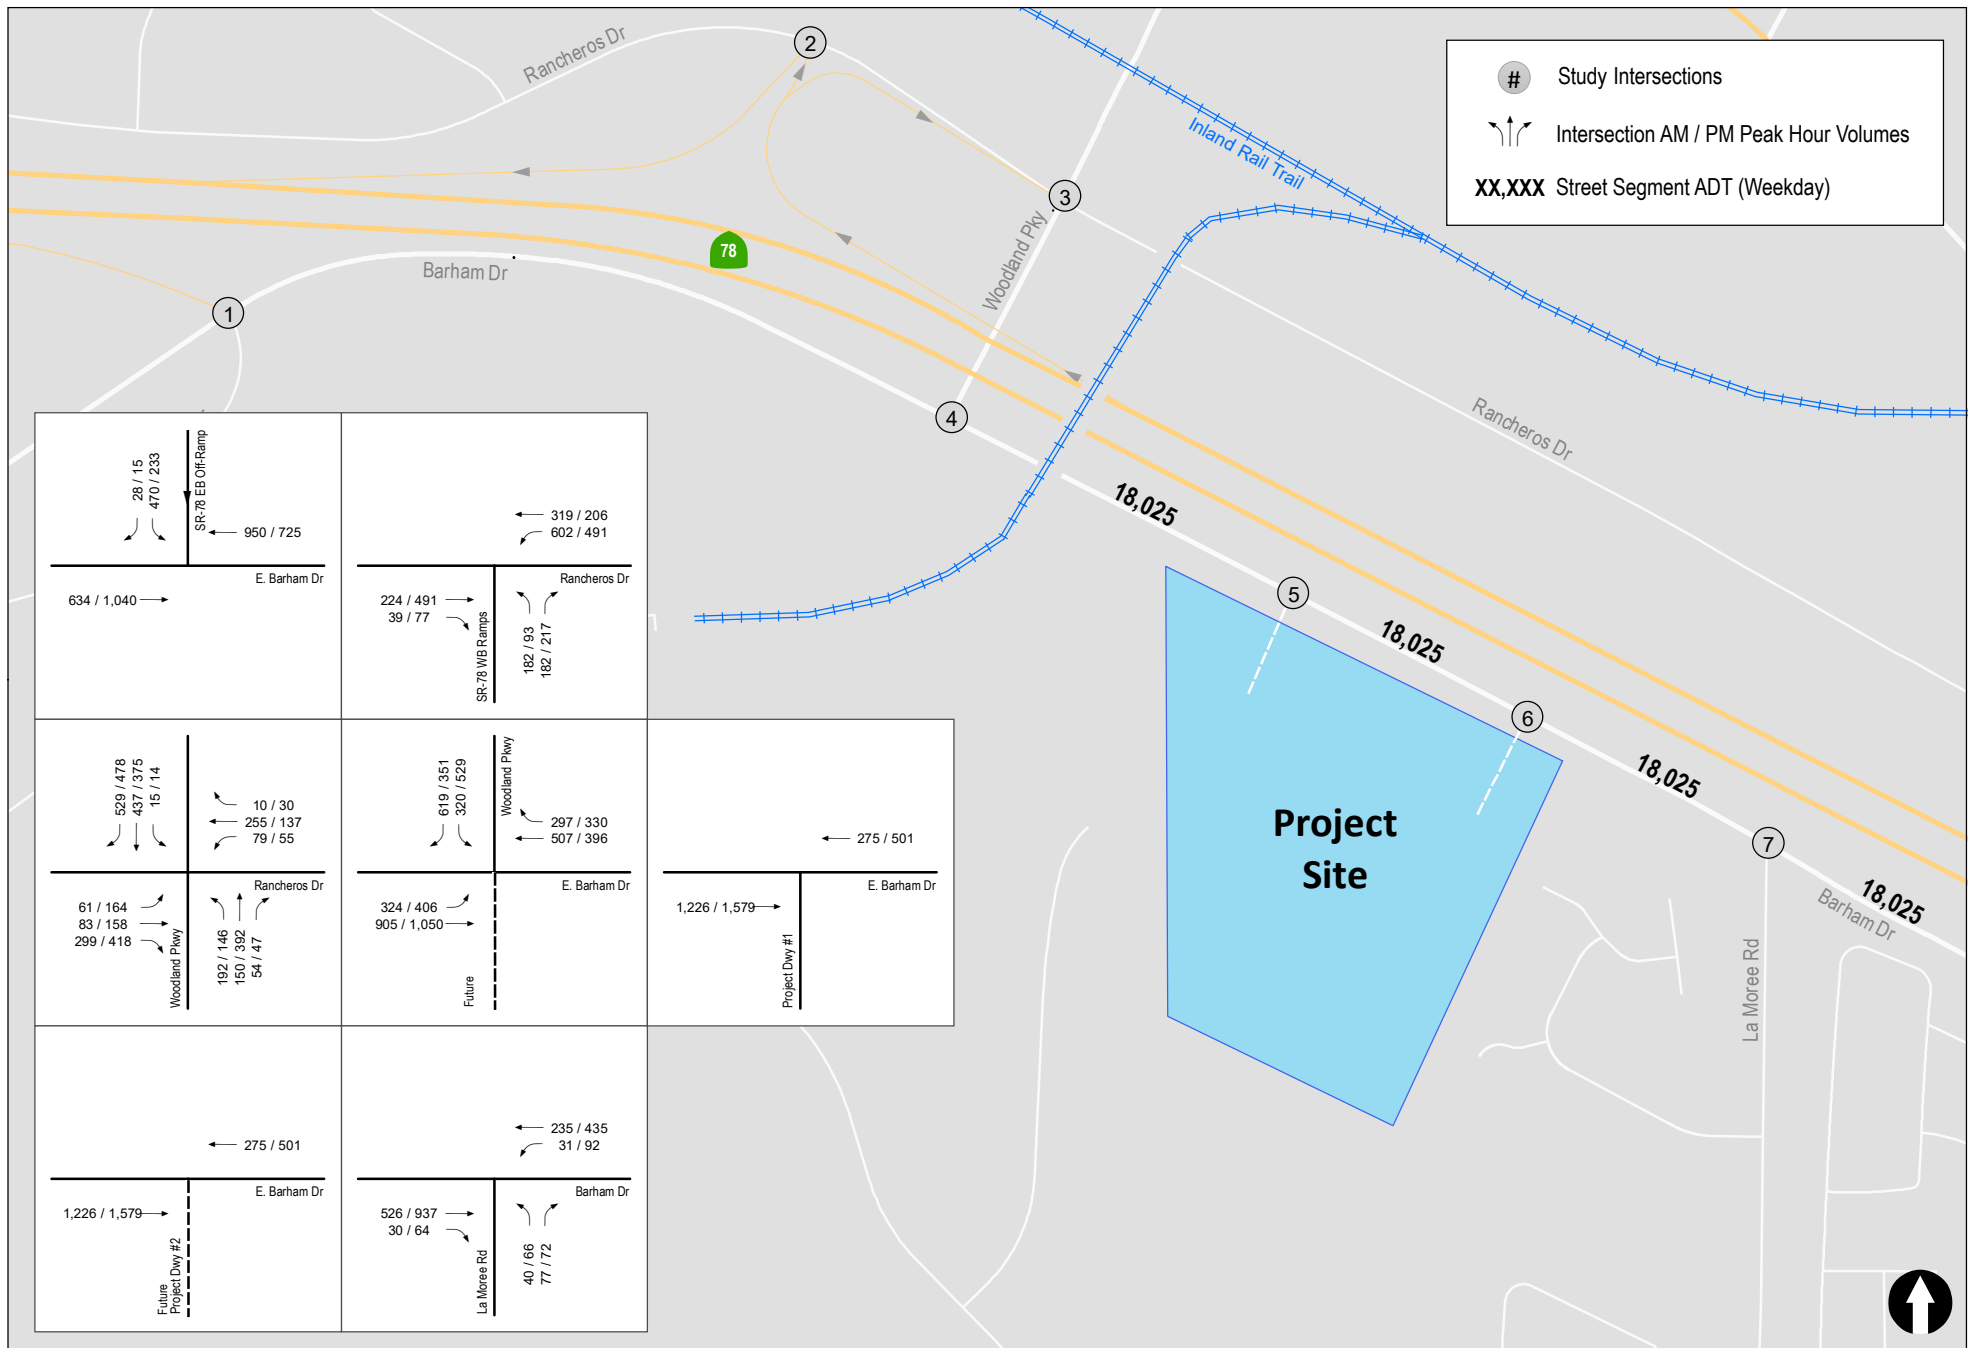 Rancheros Dr
2
# Study Intersections
Intersection AM / PM Peak Hour Volumes
XX,XXX Street Segment ADT (Weekday)
Inland Rail Trail
3
Woodland Pky
78
Barham Dr
1
4
Rancheros Dr
18,025
5
18,025
6
18,025
7
18,025
Barham Dr
La Moree Rd
Project
Site
28 / 15
470 / 233
SR-78 EB Off-Ramp
950 / 725
E. Barham Dr
634 / 1,040
319 / 206
602 / 491
Rancheros Dr
224 / 491
39 / 77
SR-78 WB Ramps
182 / 93
182 / 217
529 / 478
437 / 375
15 / 14
10 / 30
255 / 137
79 / 55
Rancheros Dr
61 / 164
83 / 158
299 / 418
Woodland Pkwy
192 / 146
150 / 392
54 / 47
619 / 351
320 / 529
Woodland Pkwy
297 / 330
507 / 396
E. Barham Dr
324 / 406
905 / 1,050
Future
275 / 501
E. Barham Dr
1,226 / 1,579
Project Dwy #1
275 / 501
E. Barham Dr
1,226 / 1,579
Future
Project Dwy #2
235 / 435
31 / 92
Barham Dr
526 / 937
30 / 64
La Moree Rd
40 / 66
77 / 72